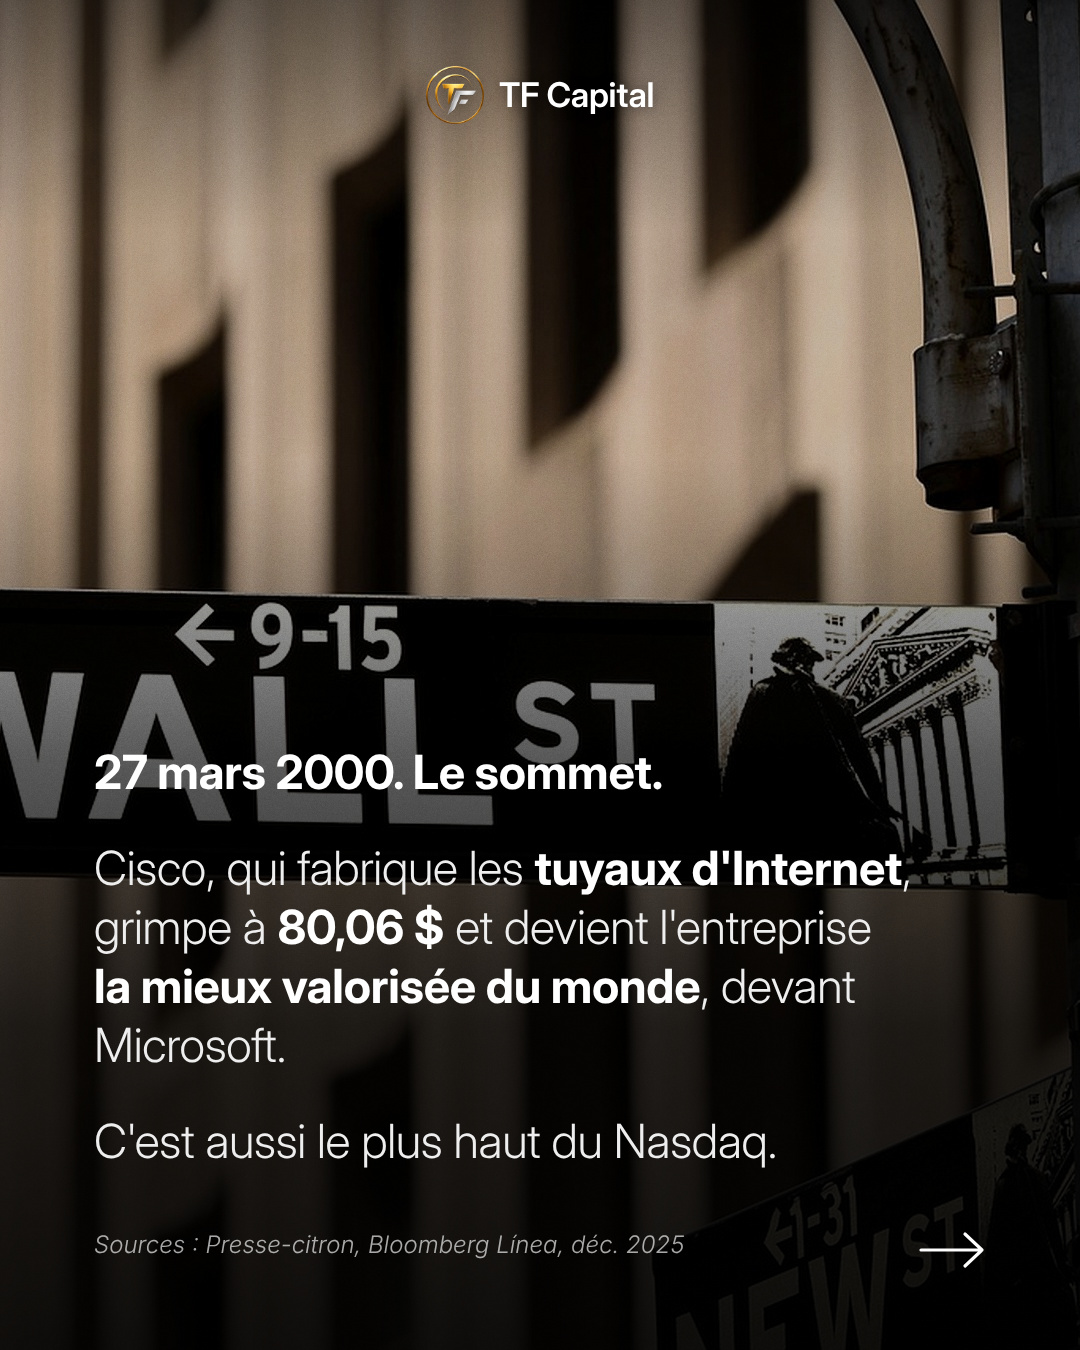 TF TF Capital
← 9-15
WALL ST
27 mars 2000. Le sommet.
Cisco, qui fabrique les tuyaux d'Internet,
grimpe à 80,06 $ et devient l'entreprise
la mieux valorisée du monde, devant
Microsoft.
C'est aussi le plus haut du Nasdaq.
Sources : Presse-citron, Bloomberg Línea, déc. 2025
←1-31
NEW ST